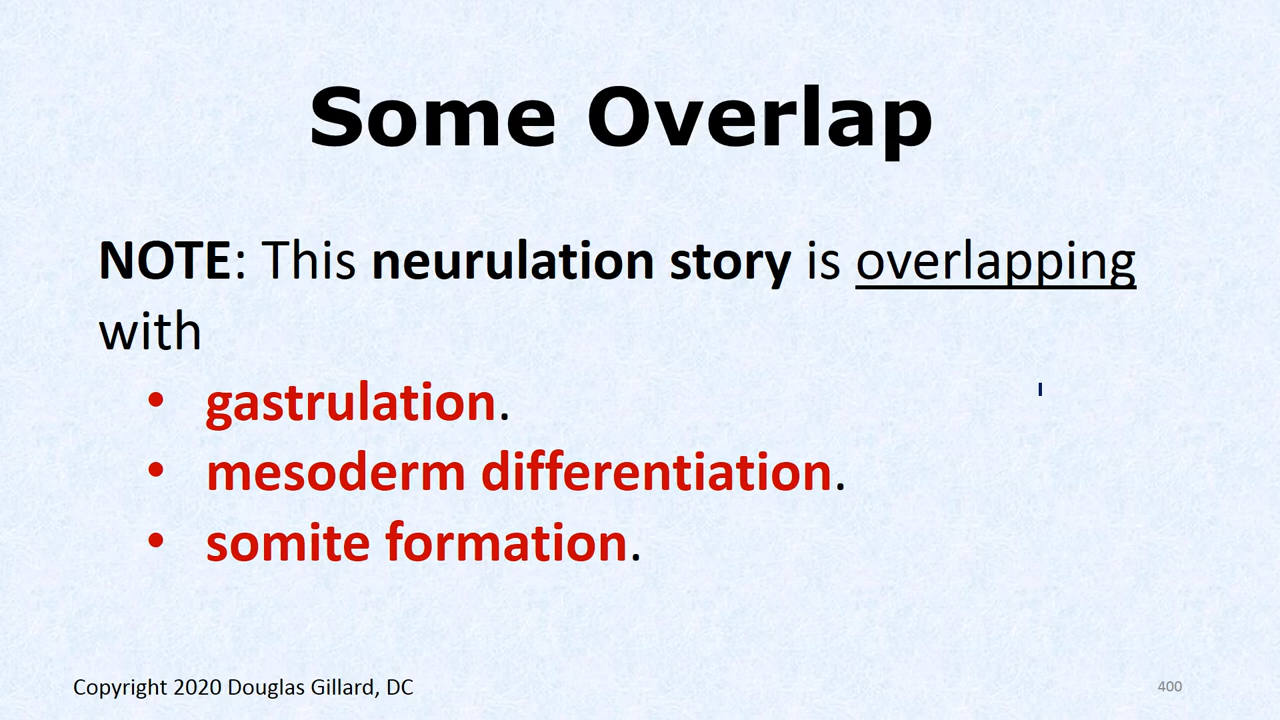 Some Overlap
NOTE: This neurulation story is overlapping
with
• gastrulation.
• mesoderm differentiation.
• somite formation.
Copyright 2020 Douglas Gillard, DC
400